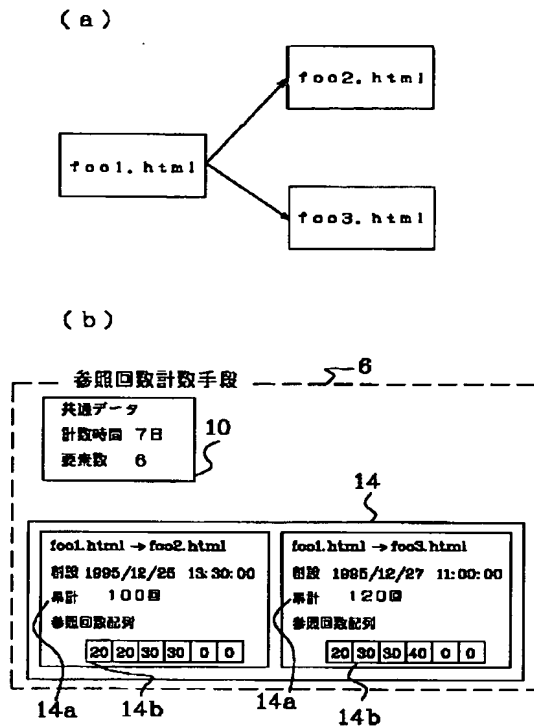 (a)
foo2.html
foo1.html
foo3.html
(b)
参照回数計数手段
6
共通データ
計数時間 7日
要素数 6
10
14
foo1.html→foo2.html
創設 1995/12/25 13:30:00
累計 100回
参照回数配列
20 20 30 30 0 0
foo1.html→foo3.html
創設 1995/12/27 11:00:00
累計 120回
参照回数配列
20 30 30 40 0 0
14a 14b 14a 14b